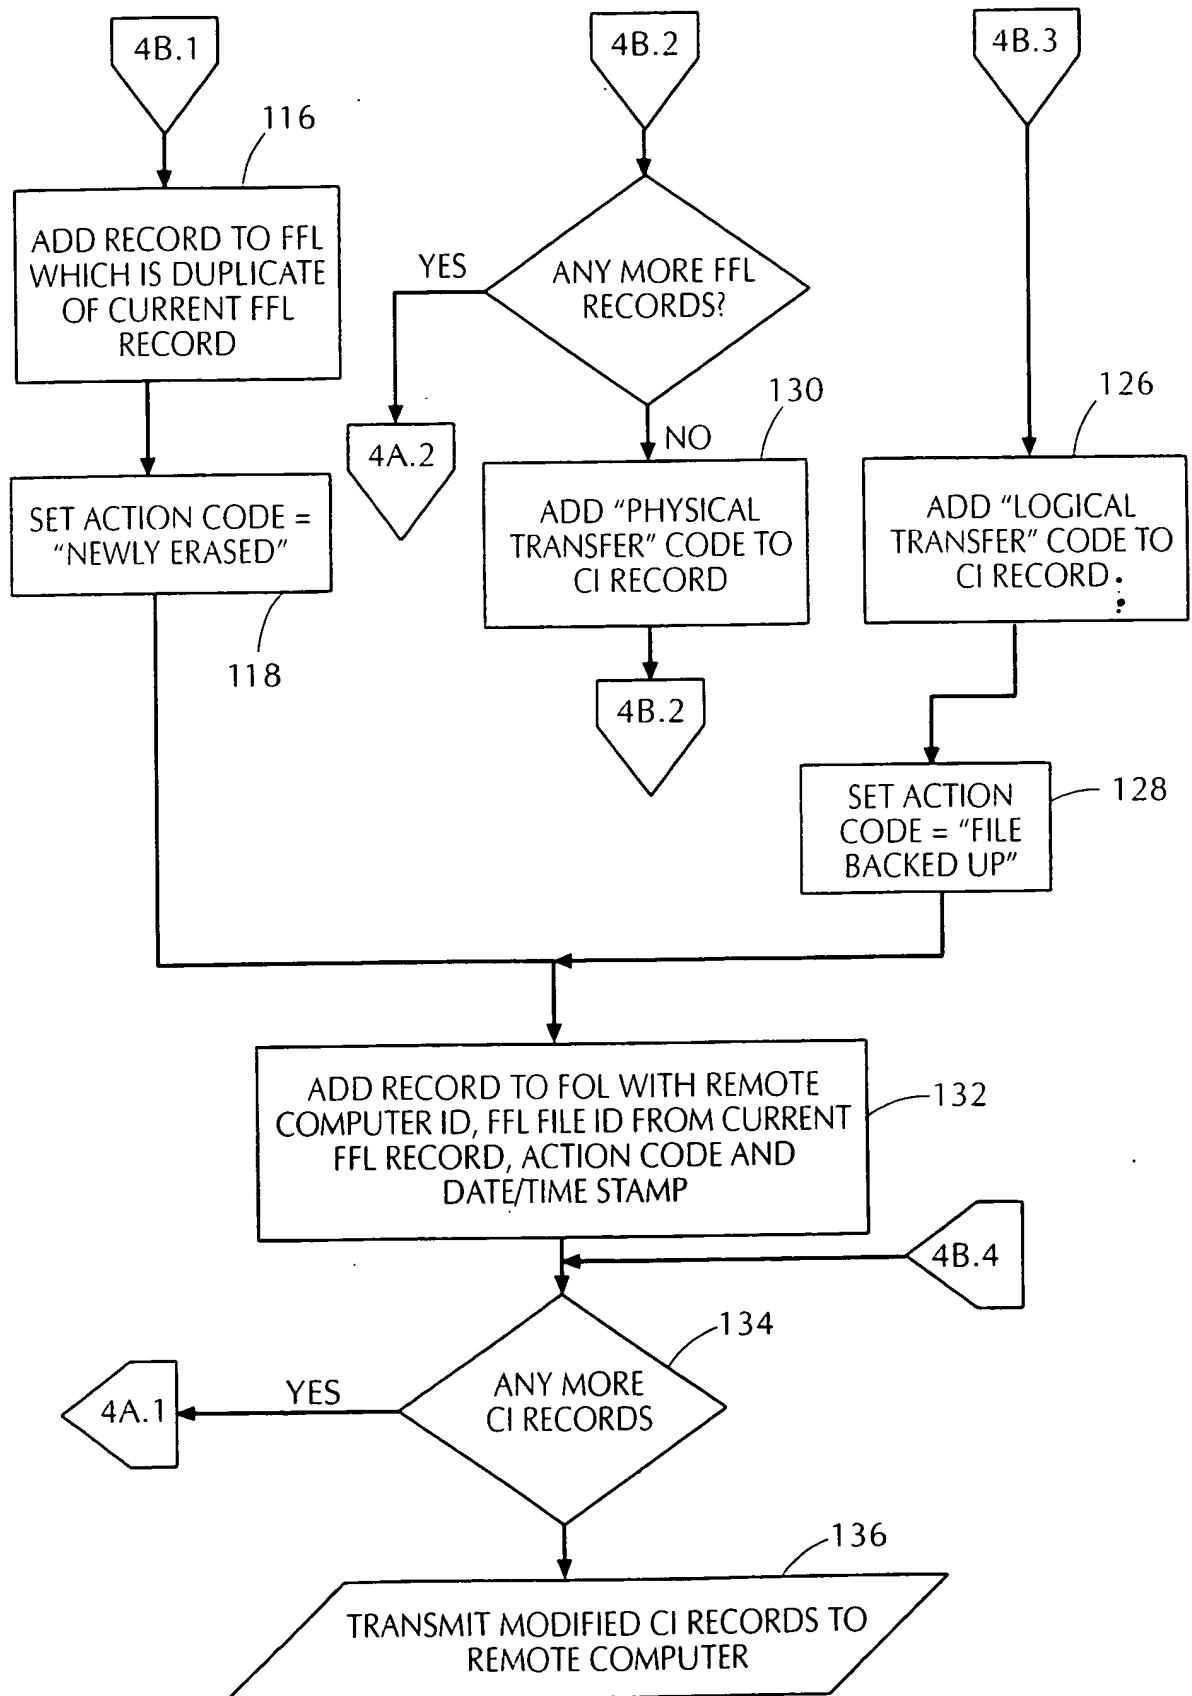 4B.1
4B.2
4B.3
116
ADD RECORD TO FFL
WHICH IS DUPLICATE
OF CURRENT FFL
RECORD
YES
ANY MORE FFL
RECORDS?
4A.2
NO
130
126
SET ACTION CODE =
"NEWLY ERASED"
118
ADD "PHYSICAL
TRANSFER" CODE TO
CI RECORD
ADD "LOGICAL
TRANSFER" CODE TO
CI RECORD
4B.2
SET ACTION
CODE = "FILE
BACKED UP"
128
ADD RECORD TO FOL WITH REMOTE
COMPUTER ID, FFL FILE ID FROM CURRENT
FFL RECORD, ACTION CODE AND
DATE/TIME STAMP
132
4B.4
134
ANY MORE
CI RECORDS
YES
4A.1
136
TRANSMIT MODIFIED CI RECORDS TO
REMOTE COMPUTER